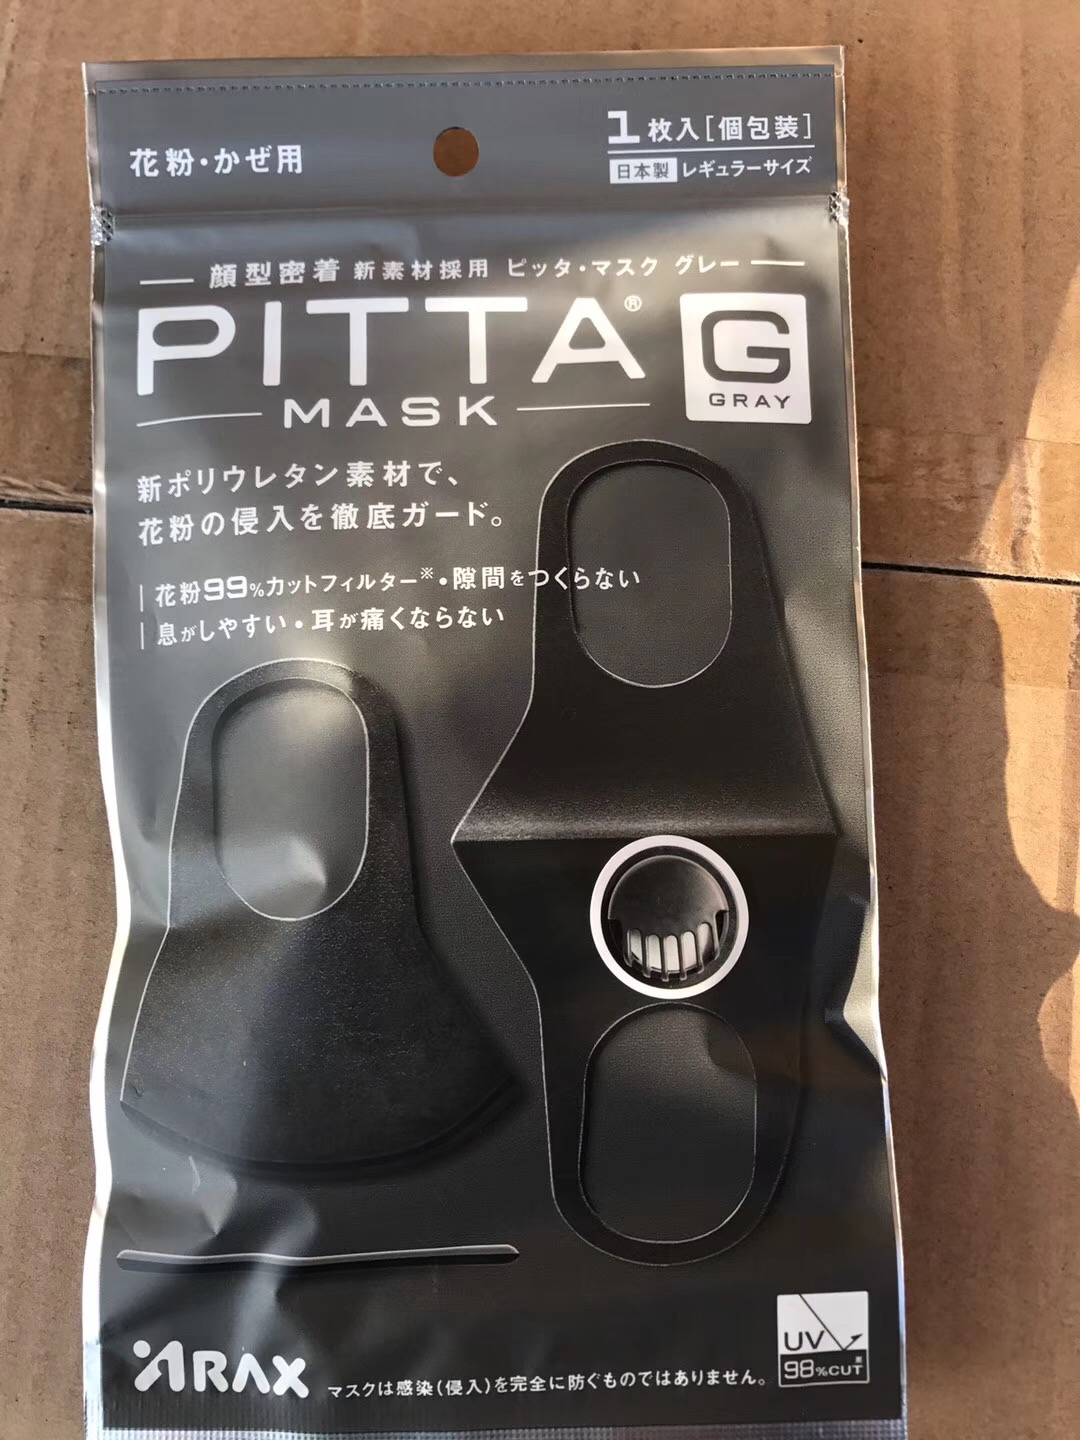 花粉・かぜ用
1枚入[個包装]
日本製 レギュラーサイズ
顔型密着 新素材採用 ピッタ・マスク グレー
PITTA® G
GRAY
MASK
新ポリウレタン素材で、
花粉の侵入を徹底ガード。
花粉99%カットフィルター※・隙間をつくらない
息がしやすい・耳が痛くならない
UV
98%CUT※
ARAX
マスクは感染(侵入)を完全に防ぐものではありません。